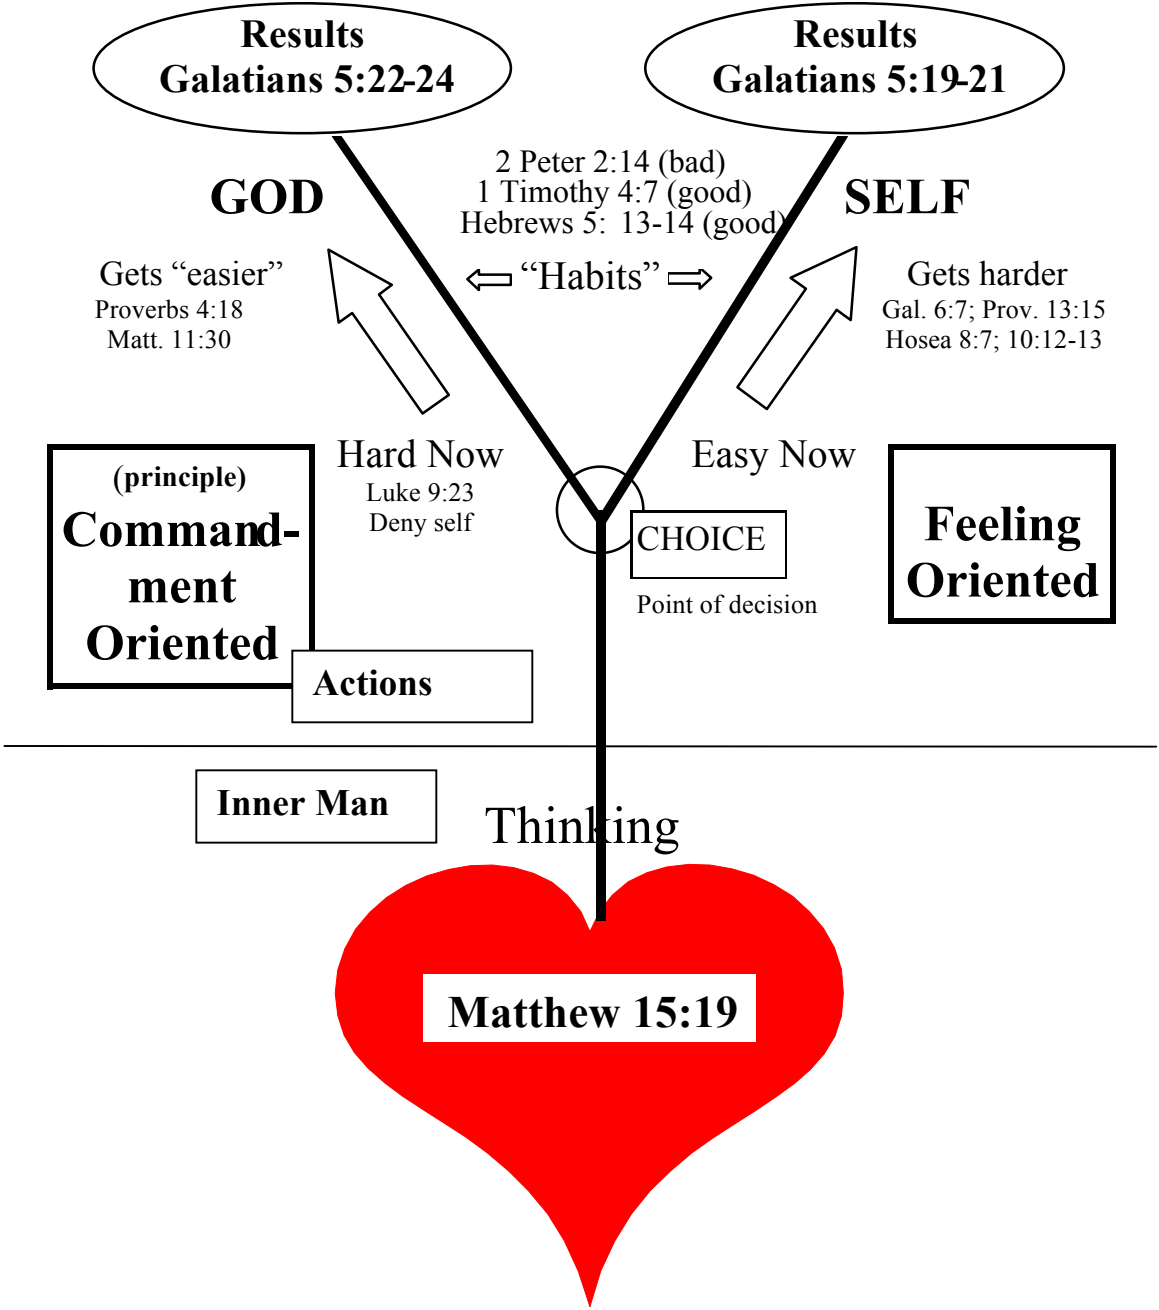 Results
Galatians 5:22-24
Results
Galatians 5:19-21
2 Peter 2:14 (bad)
1 Timothy 4:7 (good)
Hebrews 5: 13-14 (good)
GOD
SELF
Gets “easier”
Proverbs 4:18
Matt. 11:30
“Habits”
Gets harder
Gal. 6:7; Prov. 13:15
Hosea 8:7; 10:12-13
Hard Now
Luke 9:23
Deny self
Easy Now
(principle)
Command-
ment
Oriented
CHOICE
Point of decision
Feeling
Oriented
Actions
Inner Man
Thinking
Matthew 15:19